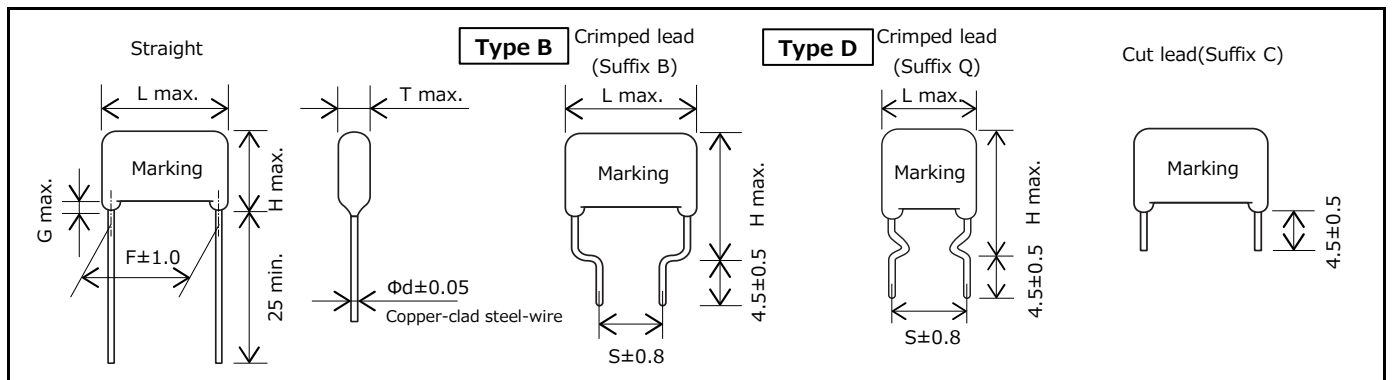 Straight
L max.
T max.
Marking
G max.
H max.
F±1.0
25 min.
Φd±0.05
Copper-clad steel-wire
Type B
Crimped lead
(Suffix B)
L max.
Marking
H max.
4.5±0.5
S±0.8
Type D
Crimped lead
(Suffix Q)
L max.
Marking
H max.
4.5±0.5
S±0.8
Cut lead(Suffix C)
Marking
4.5±0.5